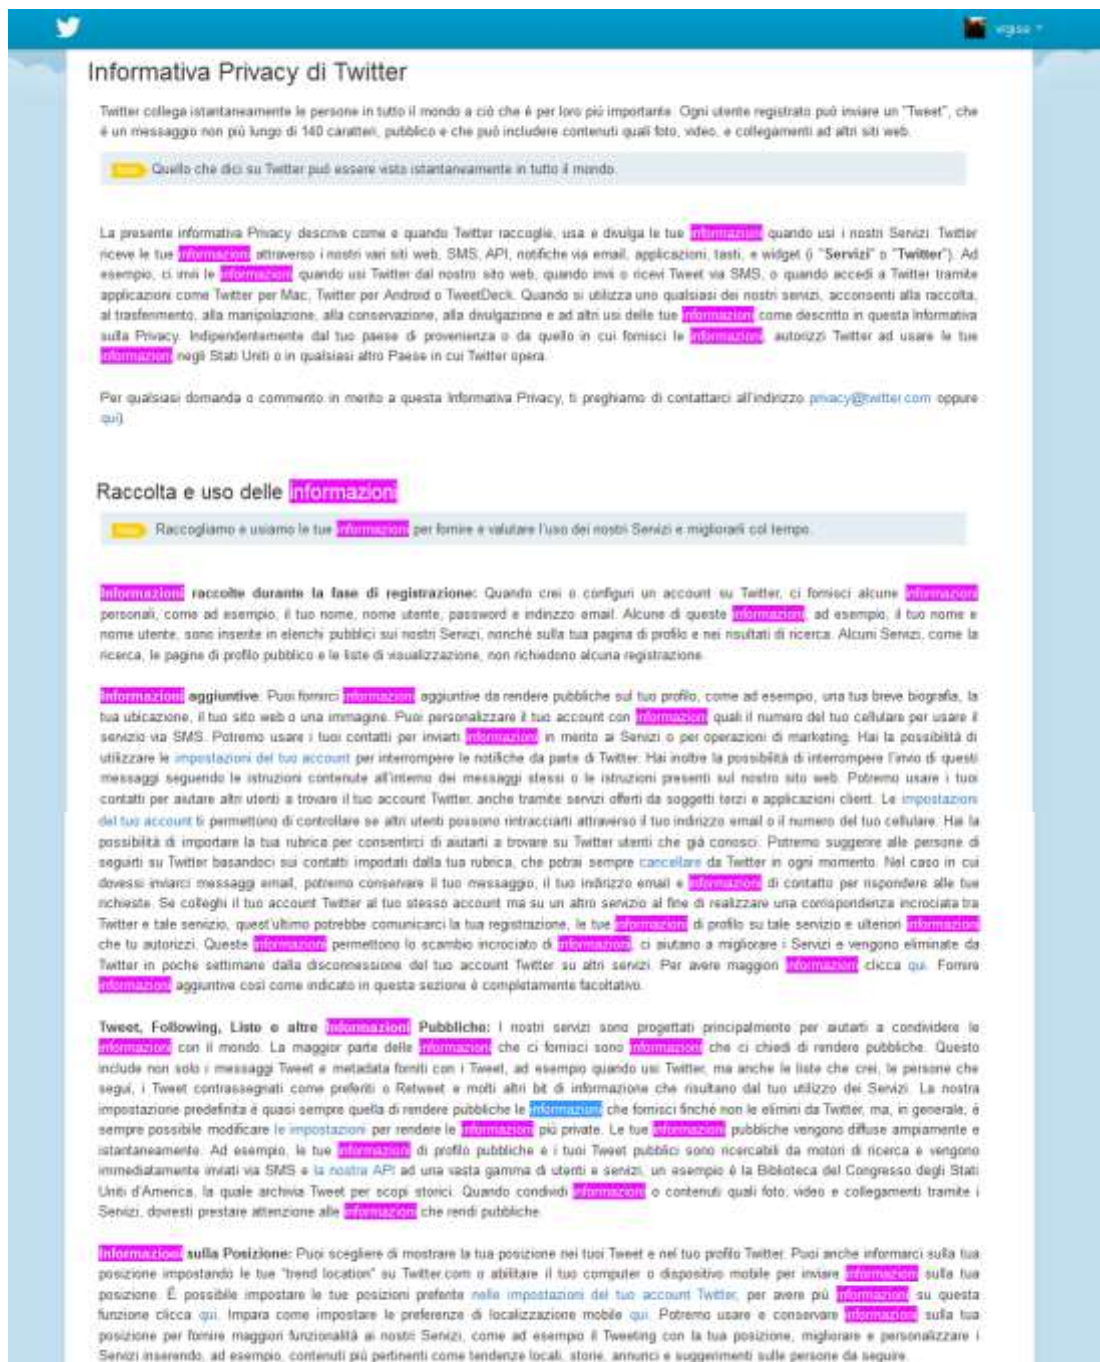 vigisa
Informativa Privacy di Twitter
Twitter collega istantaneamente le persone in tutto il mondo a ciò che è per loro più importante. Ogni utente registrato può inviare un "Tweet", che
è un messaggio non più lungo di 140 caratteri, pubblico e che può includere contenuti quali foto, video, e collegamenti ad altri siti web.
Quello che dici su Twitter può essere visto istantaneamente in tutto il mondo.
La presente informativa Privacy descrive come e quando Twitter raccoglie, usa e divulga le tue informazioni quando usi i nostri Servizi. Twitter
riceve le tue informazioni attraverso i nostri vari siti web, SMS, API, notifiche via email, applicazioni, tasti, e widget (i "Servizi" o "Twitter"). Ad
esempio, ci invii le informazioni quando usi Twitter dal nostro sito web, quando invii o ricevi Tweet via SMS, o quando accedi a Twitter tramite
applicazioni come Twitter per Mac, Twitter per Android o TweetDeck. Quando si utilizza uno qualsiasi dei nostri servizi, acconsenti alla raccolta,
al trasferimento, alla manipolazione, alla conservazione, alla divulgazione e ad altri usi delle tue informazioni come descritto in questa Informativa
sulla Privacy. Indipendentemente dal tuo paese di provenienza o da quello in cui fornisci le informazioni, autorizzi Twitter ad usare le tue
informazioni negli Stati Uniti o in qualsiasi altro Paese in cui Twitter opera.
Per qualsiasi domanda o commento in merito a questa Informativa Privacy, ti preghiamo di contattarci all'indirizzo privacy@twitter.com oppure
qui).
Raccolta e uso delle informazioni
Raccogliamo e usiamo le tue informazioni per fornire e valutare l'uso dei nostri Servizi e migliorarli col tempo.
Informazioni raccolte durante la fase di registrazione: Quando crei o configuri un account su Twitter, ci fornisci alcune informazioni
personali, come ad esempio, il tuo nome, nome utente, password e indirizzo email. Alcune di queste informazioni, ad esempio, il tuo nome e
nome utente, sono inserite in elenchi pubblici sui nostri Servizi, nonché sulla tua pagina di profilo e nei risultati di ricerca. Alcuni Servizi, come la
ricerca, le pagine di profilo pubblico e le liste di visualizzazione, non richiedono alcuna registrazione.
Informazioni aggiuntive: Puoi fornirci informazioni aggiuntive da rendere pubbliche sul tuo profilo, come ad esempio, una tua breve biografia, la
tua ubicazione, il tuo sito web o una immagine. Puoi personalizzare il tuo account con informazioni quali il numero del tuo cellulare per usare il
servizio via SMS. Potremo usare i tuoi contatti per inviarti informazioni in merito ai Servizi o per operazioni di marketing. Hai la possibilità di
utilizzare le impostazioni del tuo account per interrompere le notifiche da parte di Twitter. Hai inoltre la possibilità di interrompere l'invio di questi
messaggi seguendo le istruzioni contenute all'interno dei messaggi stessi o le istruzioni presenti sul nostro sito web. Potremo usare i tuoi
contatti per aiutare altri utenti a trovare il tuo account Twitter, anche tramite servizi offerti da soggetti terzi e applicazioni client. Le impostazioni
del tuo account ti permettono di controllare se altri utenti possono rintracciarti attraverso il tuo indirizzo email o il numero del tuo cellulare. Hai la
possibilità di importare la tua rubrica per consentirci di aiutarti a trovare su Twitter utenti che già conosci. Potremo suggerire alle persone di
seguirti su Twitter basandoci sui contatti importati dalla tua rubrica, che potrai sempre cancellare da Twitter in ogni momento. Nel caso in cui
dovessi inviarci messaggi email, potremo conservare il tuo messaggio, il tuo indirizzo email e informazioni di contatto per rispondere alle tue
richieste. Se colleghi il tuo account Twitter al tuo stesso account ma su un altro servizio al fine di realizzare una corrispondenza incrociata tra
Twitter e tale servizio, quest'ultimo potrebbe comunicarci la tua registrazione, le tue informazioni di profilo su tale servizio e ulteriori informazioni
che tu autorizzi. Queste informazioni permettono lo scambio incrociato di informazioni, ci aiutano a migliorare i Servizi e vengono eliminate da
Twitter in poche settimane dalla disconnessione del tuo account Twitter su altri servizi. Per avere maggiori informazioni clicca qui. Fornire
informazioni aggiuntive così come indicato in questa sezione è completamente facoltativo.
Tweet, Following, Liste e altre Informazioni Pubbliche: I nostri servizi sono progettati principalmente per aiutarti a condividere le
informazioni con il mondo. La maggior parte delle informazioni che ci fornisci sono informazioni che ci chiedi di rendere pubbliche. Questo
include non solo i messaggi Tweet e metadata forniti con i Tweet, ad esempio quando usi Twitter, ma anche le liste che crei, le persone che
segui, i Tweet contrassegnati come preferiti o Retweet e molti altri bit di informazione che risultano dal tuo utilizzo dei Servizi. La nostra
impostazione predefinita è quasi sempre quella di rendere pubbliche le informazioni che fornisci finché non le elimini da Twitter, ma, in generale, è
sempre possibile modificare le impostazioni per rendere le informazioni più private. Le tue informazioni pubbliche vengono diffuse ampiamente e
istantaneamente. Ad esempio, le tue informazioni di profilo pubbliche e i tuoi Tweet pubblici sono ricercabili da motori di ricerca e vengono
immediatamente inviati via SMS e la nostra API ad una vasta gamma di utenti e servizi, un esempio è la Biblioteca del Congresso degli Stati
Uniti d'America, la quale archivia Tweet per scopi storici. Quando condividi informazioni o contenuti quali foto, video e collegamenti tramite i
Servizi, dovresti prestare attenzione alle informazioni che rendi pubbliche.
Informazioni sulla Posizione: Puoi scegliere di mostrare la tua posizione nei tuoi Tweet e nel tuo profilo Twitter. Puoi anche informarci sulla tua
posizione impostando le tue "trend location" su Twitter.com o abilitare il tuo computer o dispositivo mobile per inviare informazioni sulla tua
posizione. È possibile impostare le tue posizioni preferite nelle impostazioni del tuo account Twitter, per avere più informazioni su questa
funzione clicca qui. Impara come impostare le preferenze di localizzazione mobile qui. Potremo usare e conservare informazioni sulla tua
posizione per fornire maggiori funzionalità ai nostri Servizi, come ad esempio il Tweeting con la tua posizione, migliorare e personalizzare i
Servizi inserendo, ad esempio, contenuti più pertinenti come tendenze locali, storie, annunci e suggerimenti sulle persone da seguire.